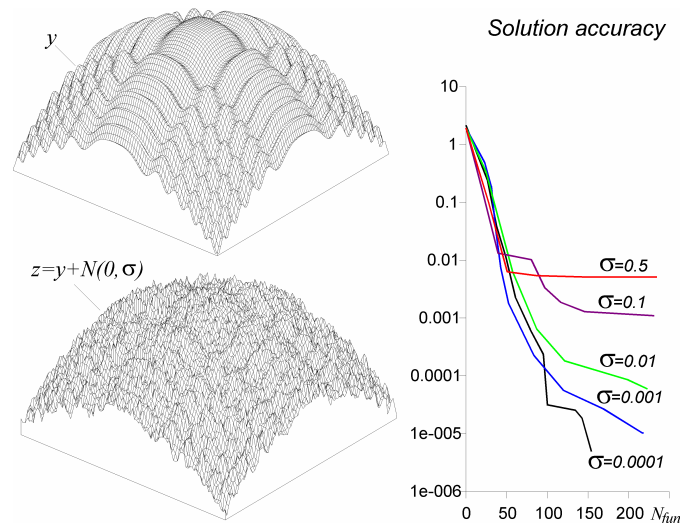 Solution accuracy
y
z=y+N(0,σ)
10
1
0.1
0.01
0.001
0.0001
1e-005
1e-006
σ=0.5
σ=0.1
σ=0.01
σ=0.001
σ=0.0001
0 50 100 150 200 Nfun